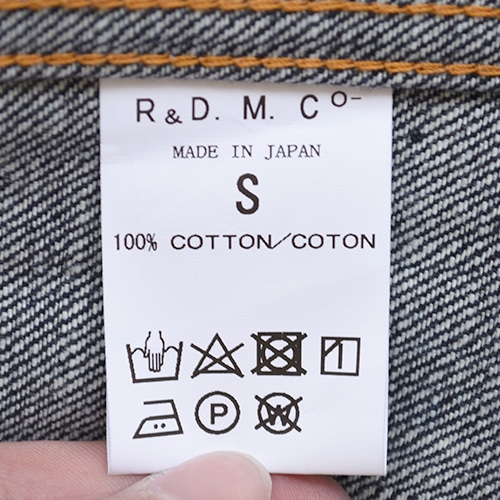 R&D. M. Cº-
MADE IN JAPAN
S
100% COTTON/COTON
P W